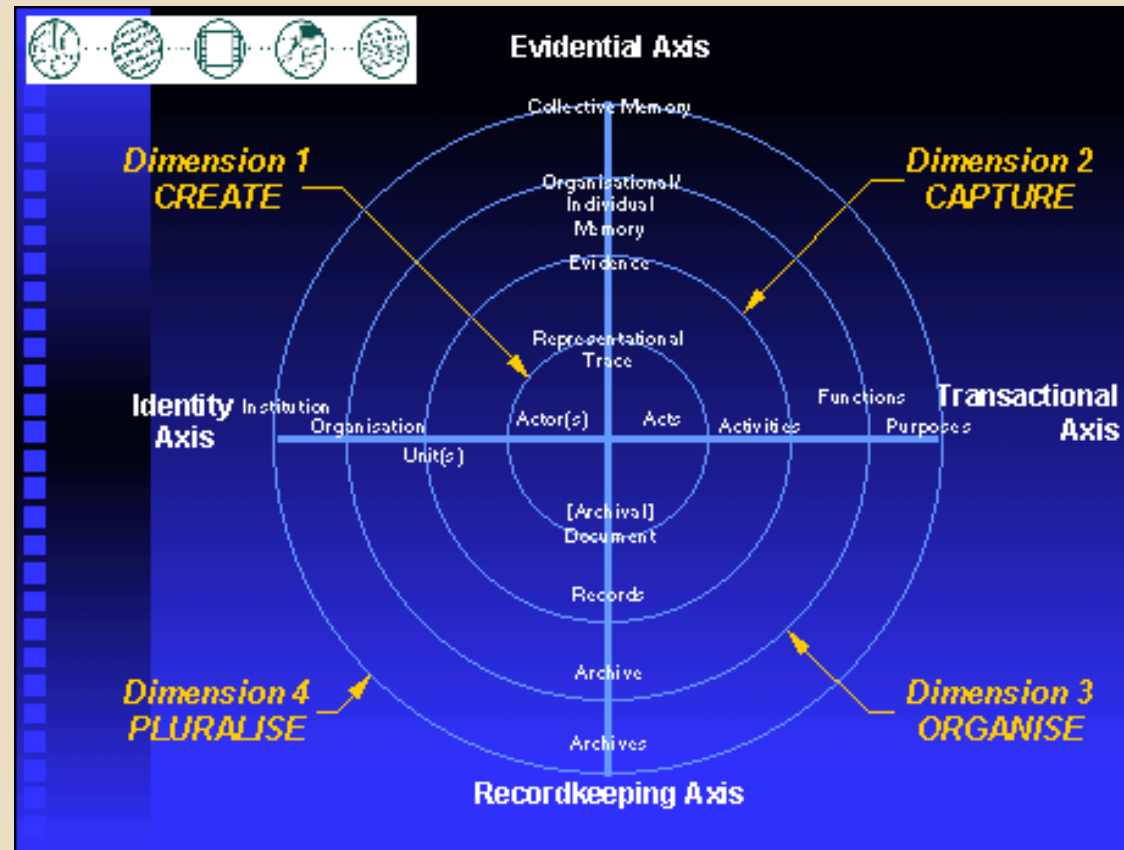 Evidential Axis
Collective Memory
Dimension 1
CREATE
Dimension 2
CAPTURE
Organisational/
Individual
Memory
Evidence
Representational
Trace
Identity
Axis
Institution
Organisation
Unit(s)
Actor(s)
Acts
Activities
Functions
Purposes
Transactional
Axis
[Archival]
Document
Records
Archive
Archives
Dimension 4
PLURALISE
Dimension 3
ORGANISE
Recordkeeping Axis